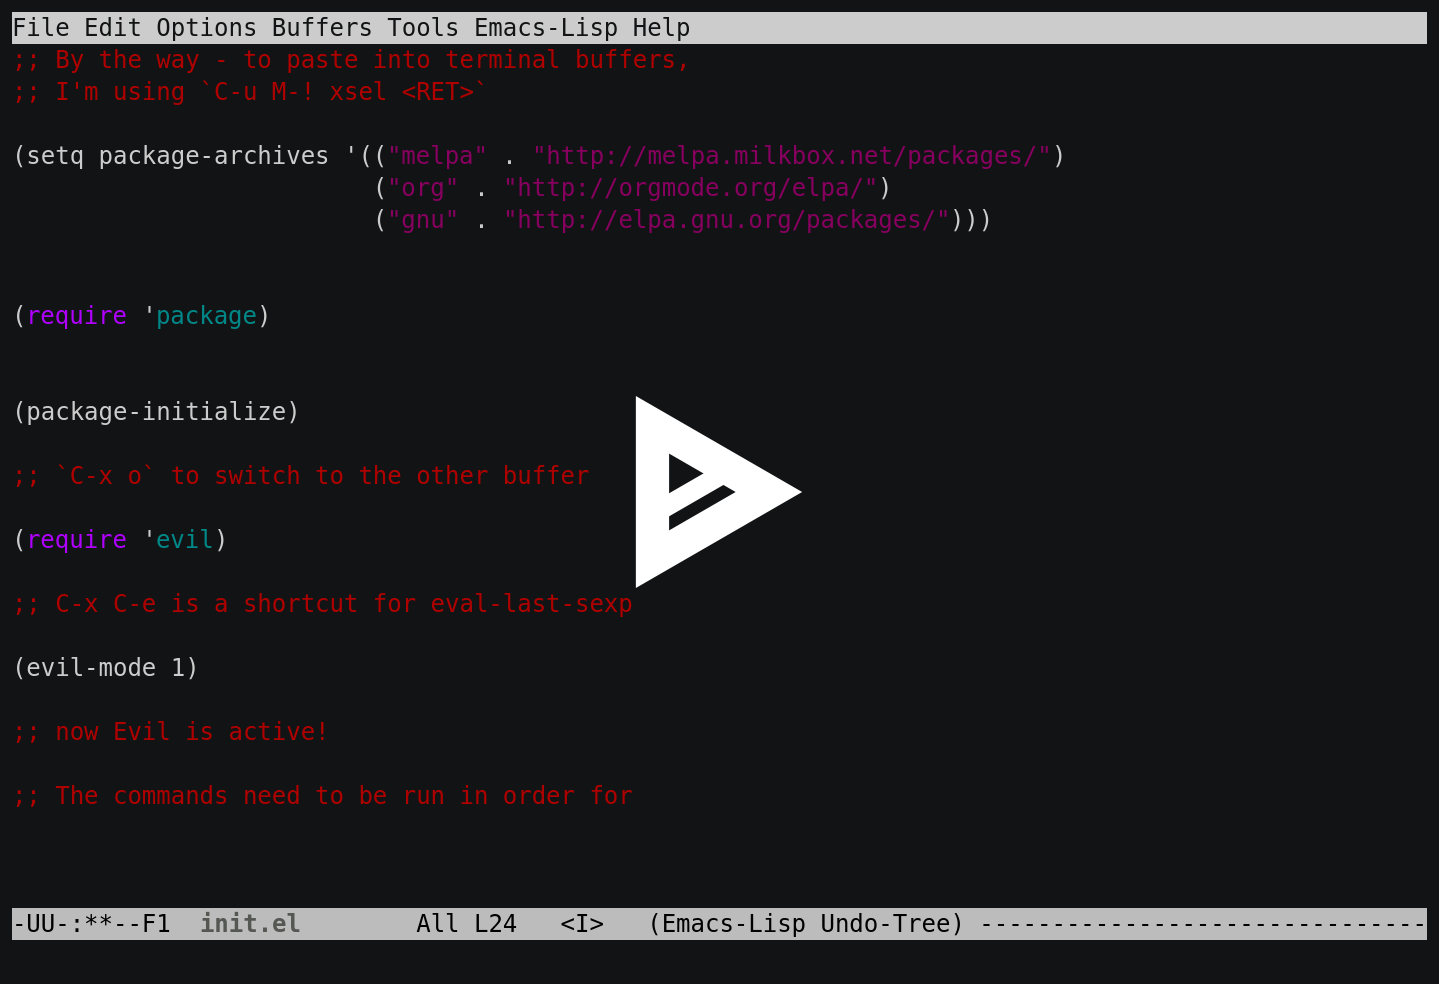 File Edit Options Buffers Tools Emacs-Lisp Help
;; By the way - to paste into terminal buffers,
;; I'm using `C-u M-! xsel <RET>`
(setq package-archives '(("melpa" . "http://melpa.milkbox.net/packages/")
("org" . "http://orgmode.org/elpa/")
("gnu" . "http://elpa.gnu.org/packages/")))
(require 'package)
(package-initialize)
;; `C-x o` to switch to the other buffer
(require 'evil)
;; C-x C-e is a shortcut for eval-last-sexp
(evil-mode 1)
;; now Evil is active!
;; The commands need to be run in order for
-UU-:**--F1  init.el        All L24   <I>   (Emacs-Lisp Undo-Tree) -------------------------------